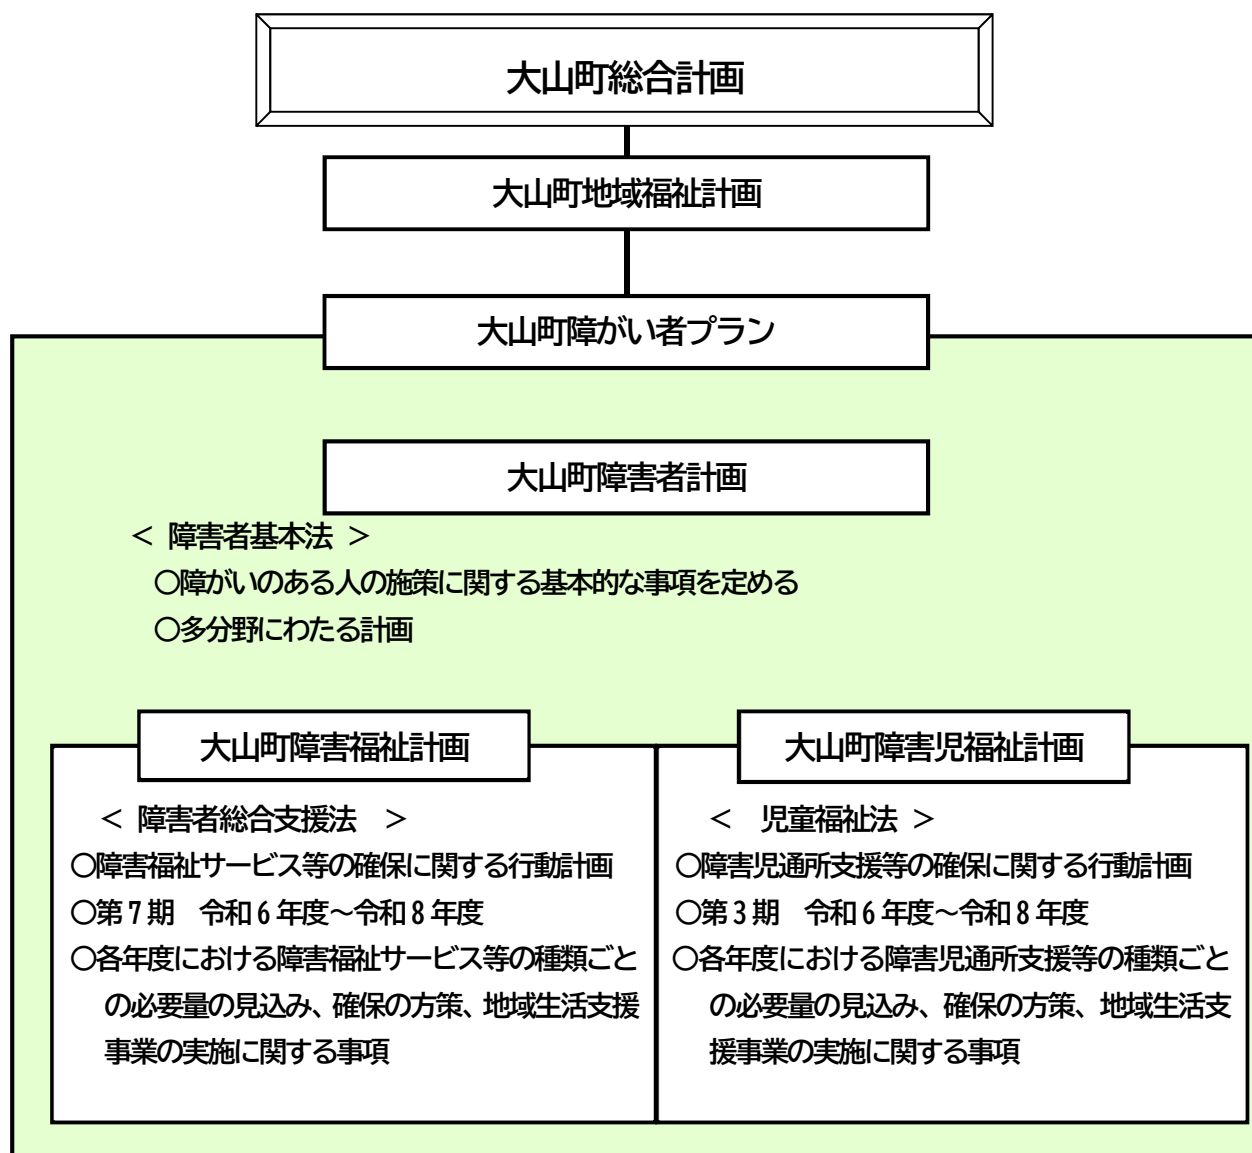 大山町総合計画
大山町地域福祉計画
大山町障がい者プラン
大山町障害者計画
＜ 障害者基本法 ＞
○障がいのある人の施策に関する基本的な事項を定める
○多分野にわたる計画
大山町障害福祉計画
＜ 障害者総合支援法　＞
○障害福祉サービス等の確保に関する行動計画
○第７期　令和６年度～令和８年度
○各年度における障害福祉サービス等の種類ごと
の必要量の見込み、確保の方策、地域生活支援
事業の実施に関する事項
大山町障害児福祉計画
＜　児童福祉法 ＞
○障害児通所支援等の確保に関する行動計画
○第３期　令和６年度～令和８年度
○各年度における障害児通所支援等の種類ごと
の必要量の見込み、確保の方策、地域生活支
援事業の実施に関する事項